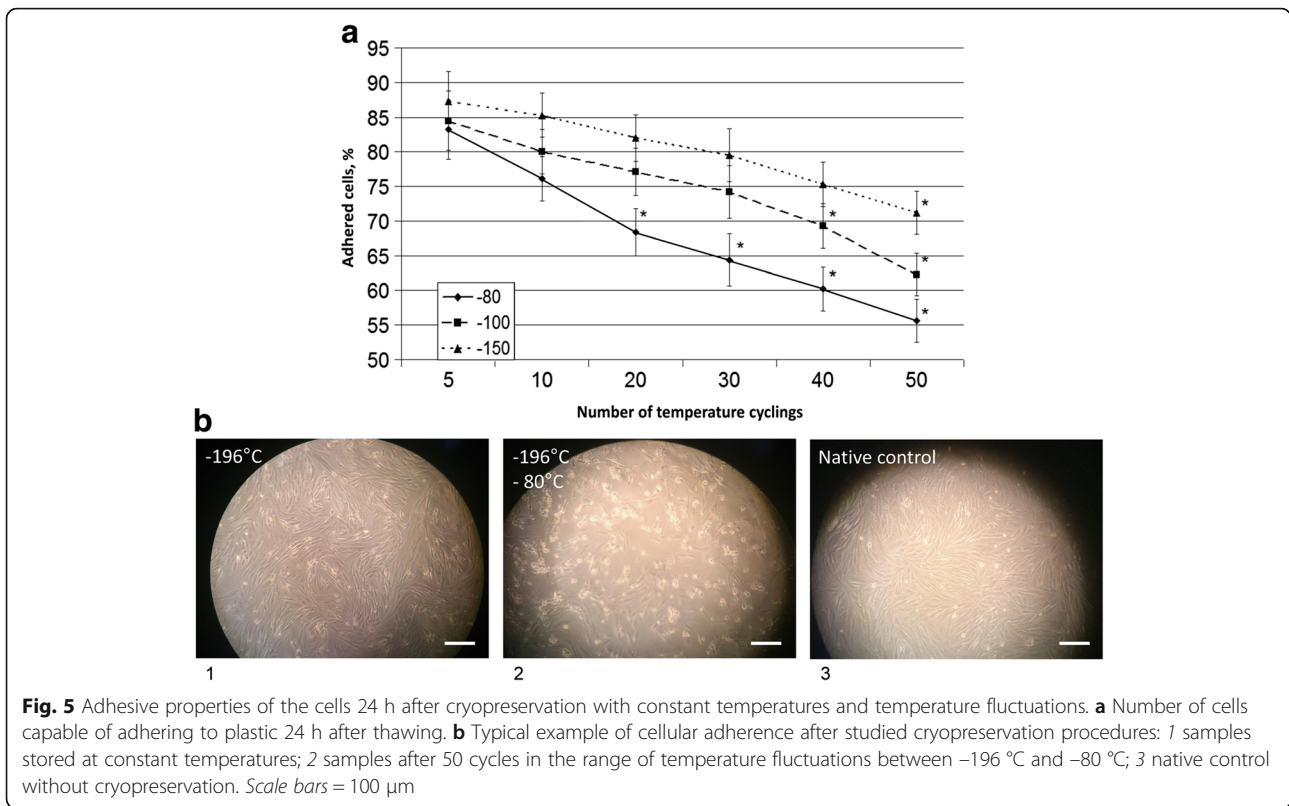 a
95
90
85
80
75
70
65
60
55
50
Adhered cells, %
* * * * * * *
-80
-100
-150
5 10 20 30 40 50
Number of temperature cyclings
b
-196°C
-196°C
- 80°C
Native control
1 2 3
Fig. 5 Adhesive properties of the cells 24 h after cryopreservation with constant temperatures and temperature fluctuations. a Number of cells
capable of adhering to plastic 24 h after thawing. b Typical example of cellular adherence after studied cryopreservation procedures: 1 samples
stored at constant temperatures; 2 samples after 50 cycles in the range of temperature fluctuations between –196 °C and –80 °C; 3 native control
without cryopreservation. Scale bars = 100 μm